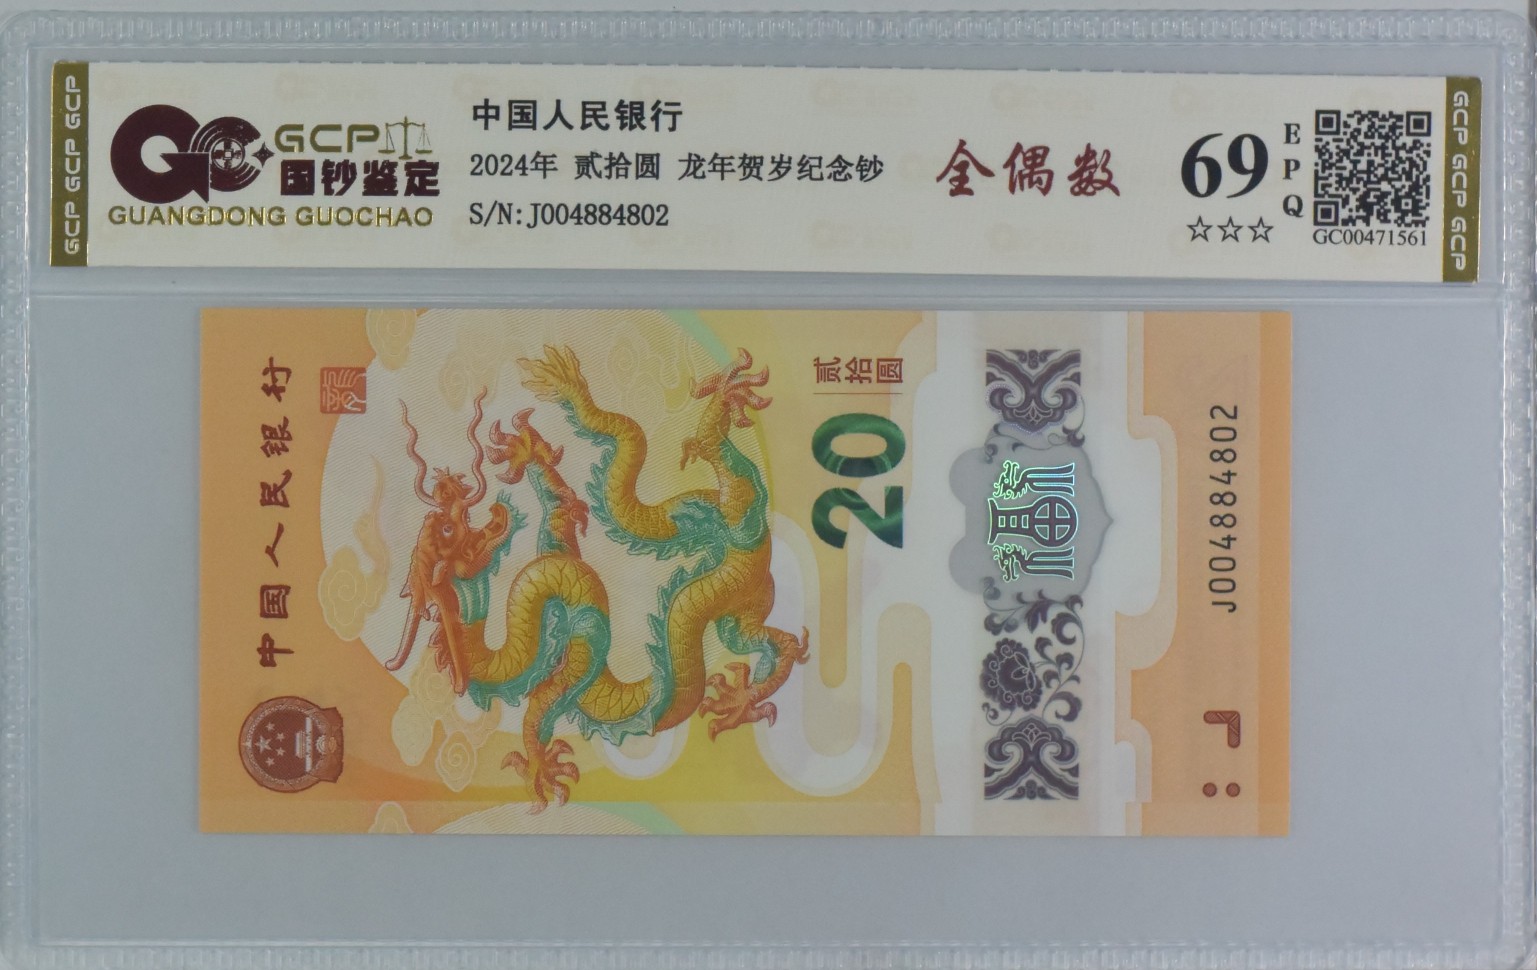 GCP GCP GCP
GCP
国钞鉴定
GUANGDONG GUOCHAO
中国人民银行
2024年 贰拾圆 龙年贺岁纪念钞
S/N:J004884802
全偶数
69
EPQ
☆☆☆
GC00471561
GCP GCP GCP
中国人民银行
贰拾圆
20
J004884802